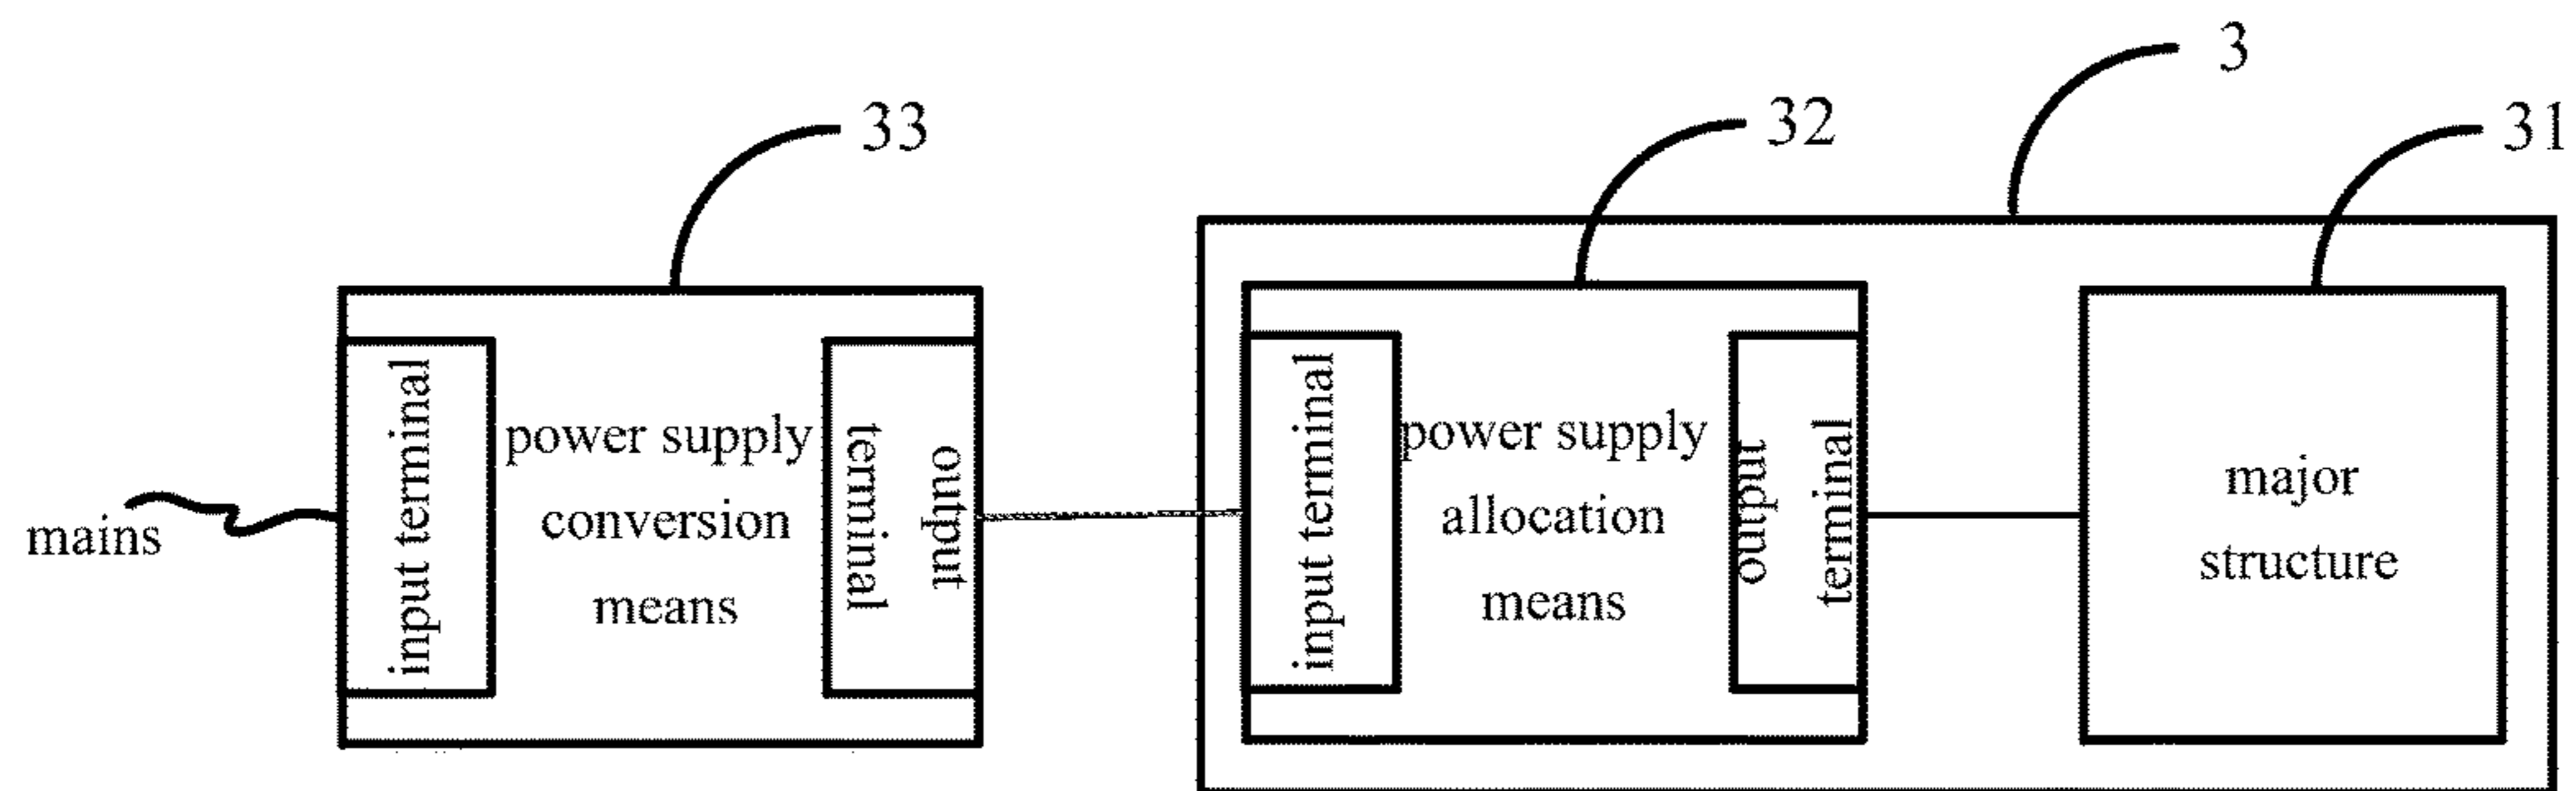 3
33
32
31
mains
input terminal
power supply
conversion
means
output
terminal
input terminal
power supply
allocation
means
output
terminal
major
structure